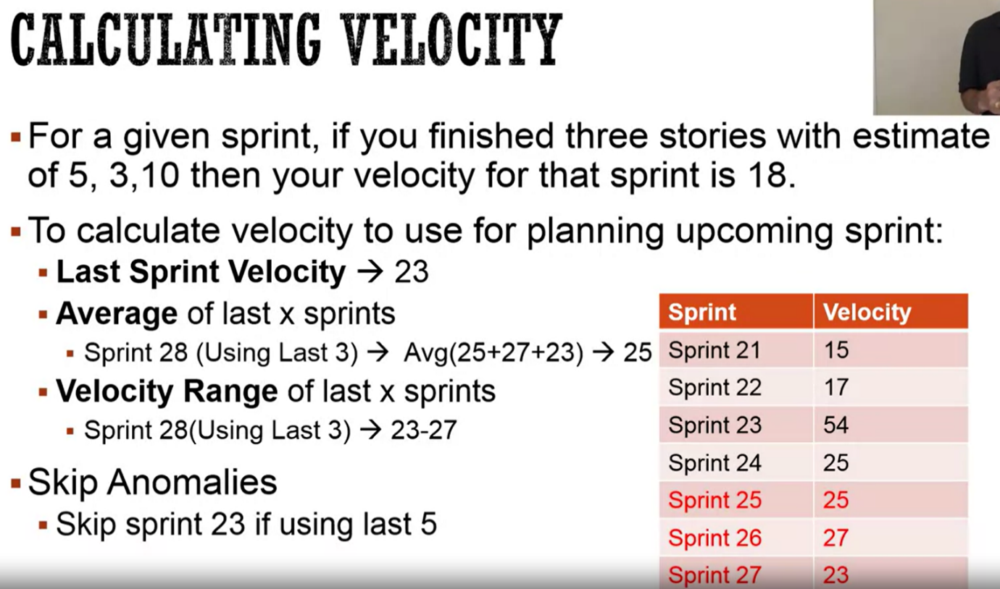 CALCULATING VELOCITY
For a given sprint, if you finished three stories with estimate
of 5, 3,10 then your velocity for that sprint is 18.
To calculate velocity to use for planning upcoming sprint:
Last Sprint Velocity → 23
Average of last x sprints
Sprint 28 (Using Last 3) → Avg(25+27+23) → 25
Velocity Range of last x sprints
Sprint 28(Using Last 3) → 23-27
Skip Anomalies
Skip sprint 23 if using last 5
Sprint Velocity
Sprint 21 15
Sprint 22 17
Sprint 23 54
Sprint 24 25
Sprint 25 25
Sprint 26 27
Sprint 27 23